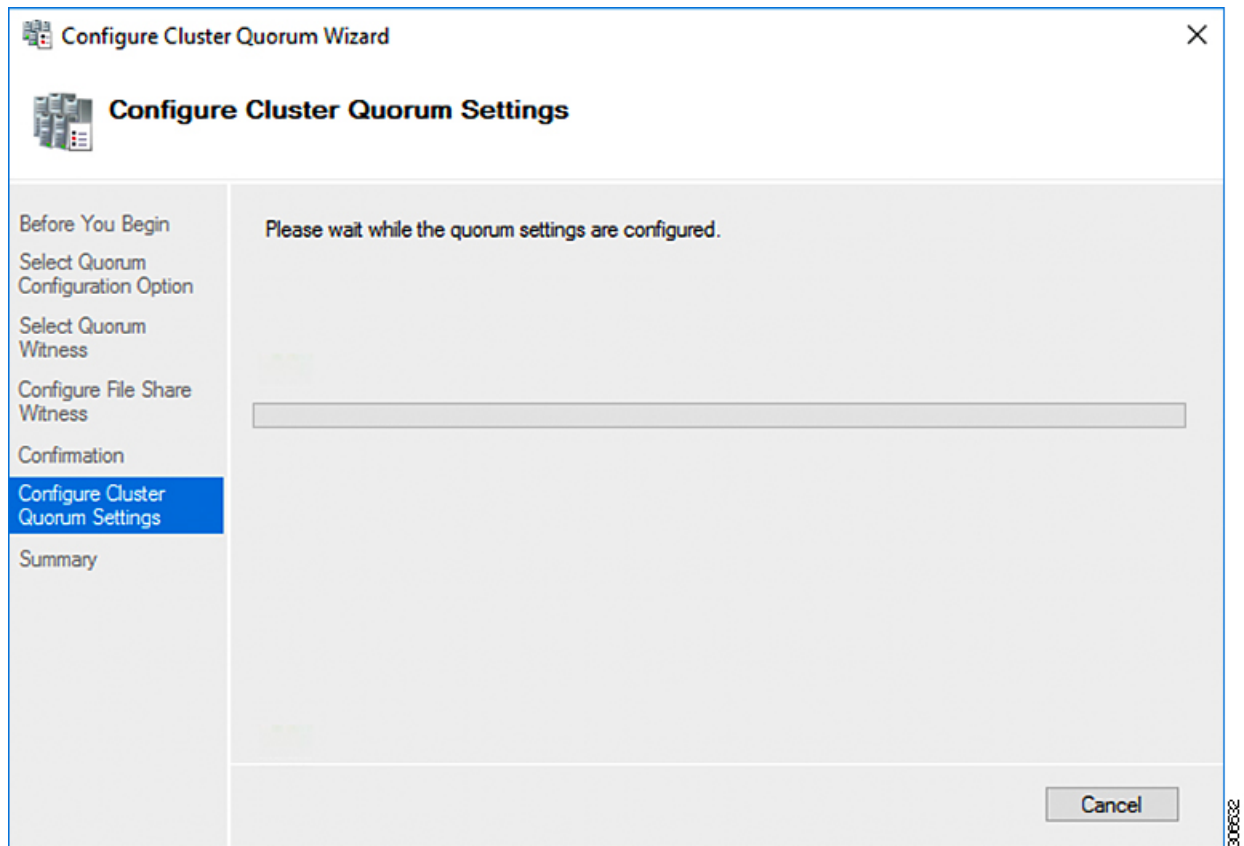 Configure Cluster Quorum Wizard
Configure Cluster Quorum Settings
Before You Begin
Select Quorum
Configuration Option
Select Quorum
Witness
Configure File Share
Witness
Confirmation
Configure Cluster
Quorum Settings
Summary
Please wait while the quorum settings are configured.
Cancel
306632